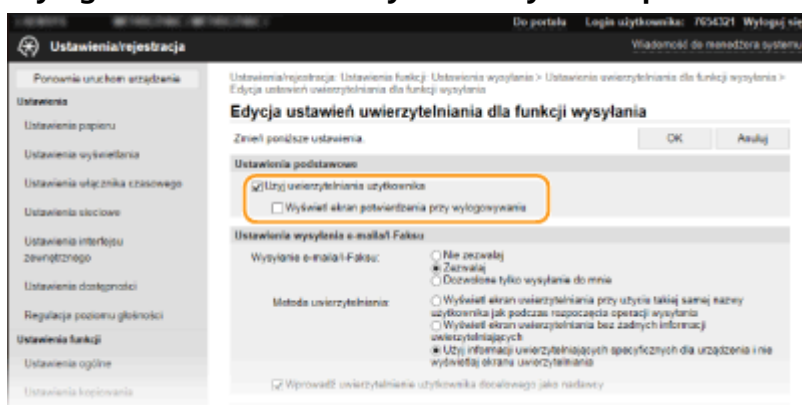 Do portalu Login użytkownika: 7654321 Wyloguj się
Ustawienia/rejestracja
Wiadomość do menedżera systemu
Ponownie uruchom urządzenie
Ustawienia
Ustawienia papieru
Ustawienia wyświetlania
Ustawienia włącznika czasowego
Ustawienia sieciowe
Ustawienia interfejsu
zewnętrznego
Ustawienia dostępności
Regulacja poziomu głośności
Ustawienia funkcji
Ustawienia ogólne
Ustawienia kopiowania
Ustawienia/rejestracja: Ustawienia funkcji: Ustawienia wysyłania > Ustawienia uwierzytelniania dla funkcji wysyłania >
Edycja ustawień uwierzytelniania dla funkcji wysyłania
Edycja ustawień uwierzytelniania dla funkcji wysyłania
Zmień poniższe ustawienia.
OK Anuluj
Ustawienia podstawowe
Użyj uwierzytelniania użytkownika
Wyświetl ekran potwierdzenia przy wylogowywaniu
Ustawienia wysyłania e-maila/I-Faksu
Wysyłanie e-maila/I-Faksu:
Nie zezwalaj
Zezwalaj
Dozwolone tylko wysyłanie do mnie
Metoda uwierzytelniania:
Wyświetl ekran uwierzytelniania przy użyciu takiej samej nazwy
użytkownika jak podczas rozpoczęcia operacji wysyłania
Wyświetl ekran uwierzytelniania bez żadnych informacji
uwierzytelniających
Użyj informacji uwierzytelniających specyficznych dla urządzenia i nie
wyświetlaj ekranu uwierzytelniania
Wprowadź uwierzytelnienie użytkownika docelowego jako nadawcy